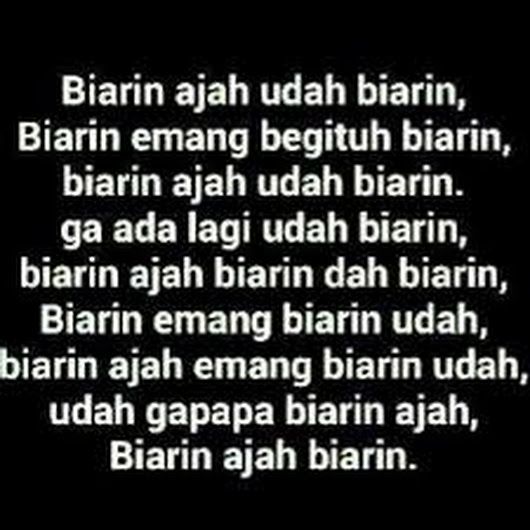 Biarin ajah udah biarin,
Biarin emang begituh biarin,
biarin ajah udah biarin.
ga ada lagi udah biarin,
biarin ajah biarin dah biarin,
Biarin emang biarin udah,
biarin ajah emang biarin udah,
udah gapapa biarin ajah,
Biarin ajah biarin.